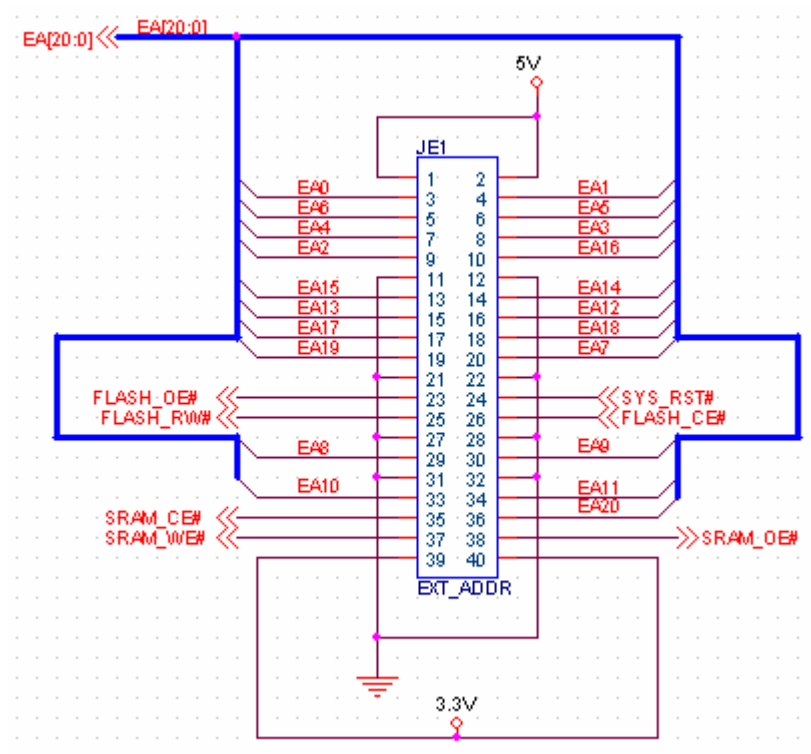 EA[20:0] EA[20:0]
5V
JE1
1 2
EA0 3 4 EA1
EA6 5 6 EA5
EA4 7 8 EA3
EA2 9 10 EA16
11 12
EA15 13 14 EA14
EA13 15 16 EA12
EA17 17 18 EA18
EA19 19 20 EA7
21 22
FLASH_OE# 23 24 SYS_RST#
FLASH_RW# 25 26 FLASH_CE#
27 28
EA8 29 30 EA9
31 32
EA10 33 34 EA11
SRAM_CE# 35 36 EA20
SRAM_WE# 37 38 SRAM_OE#
39 40
EXT_ADDR
3.3V